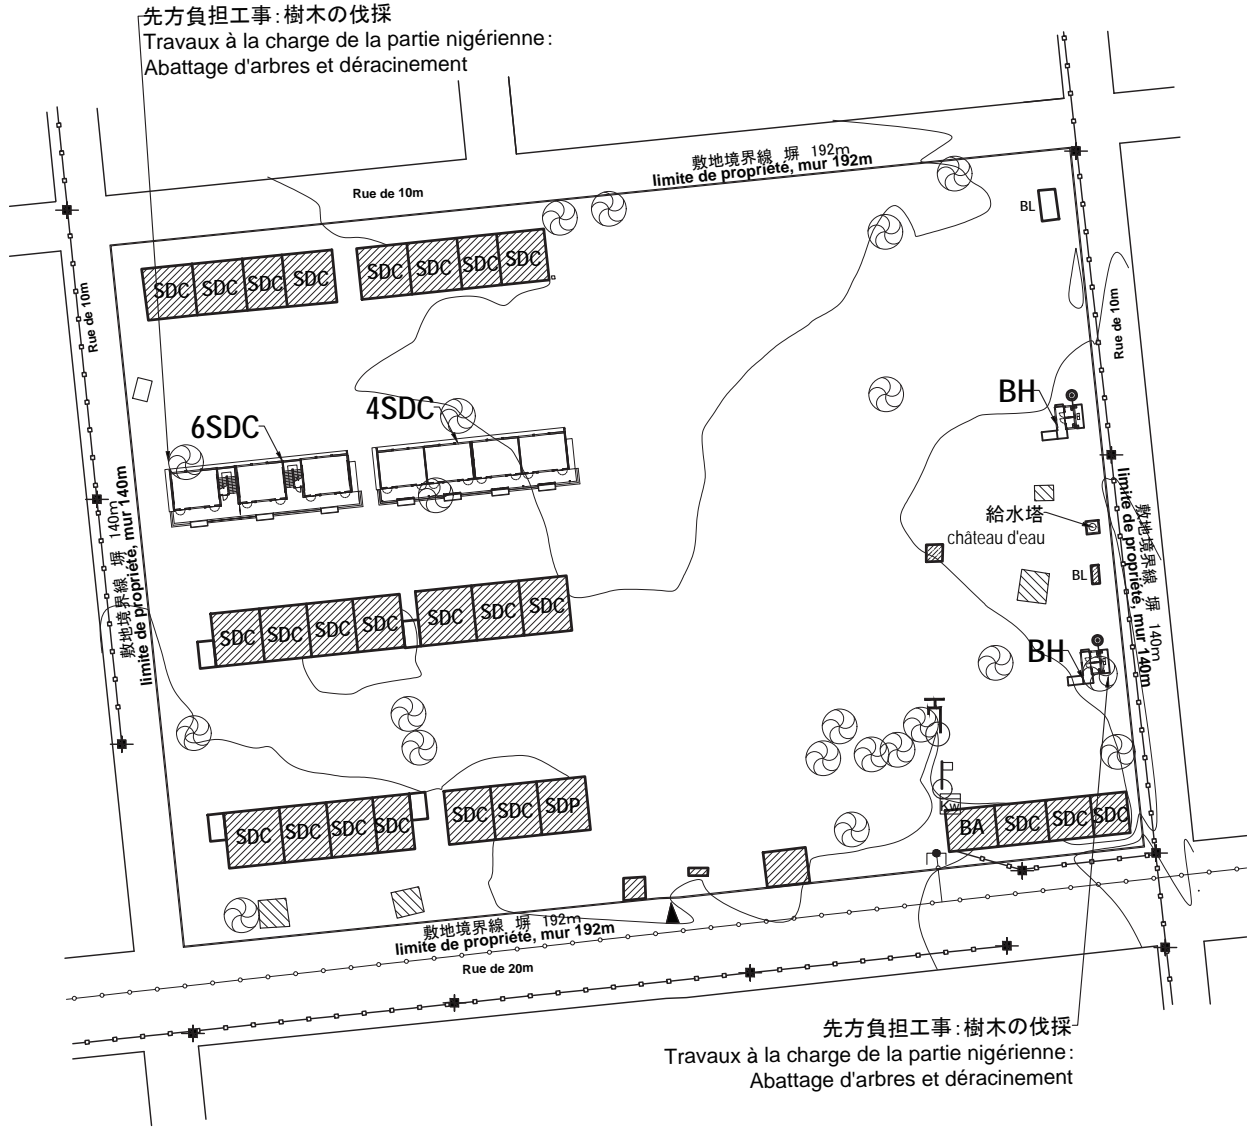 先方負担工事:樹木の伐採
Travaux à la charge de la partie nigérienne:
Abattage d'arbres et déracinement
敷地境界線 塀 192m
limite de propriété, mur 192m
Rue de 10m
BL
SDC SDC SDC SDC
SDC SDC SDC SDC
Rue de 10m
Rue de 10m
6SDC
4SDC
BH
敷地境界線 塀 140m
limite de propriété, mur 140m
敷地境界線 塀 140m
limite de propriété, mur 140m
給水塔
château d'eau
BL
SDC SDC SDC SDC
SDC SDC SDC
BH
SDC SDC SDC SDC
SDC SDC SDP
BA SDC SDC SDC
敷地境界線 塀 192m
limite de propriété, mur 192m
Rue de 20m
先方負担工事:樹木の伐採
Travaux à la charge de la partie nigérienne:
Abattage d'arbres et déracinement